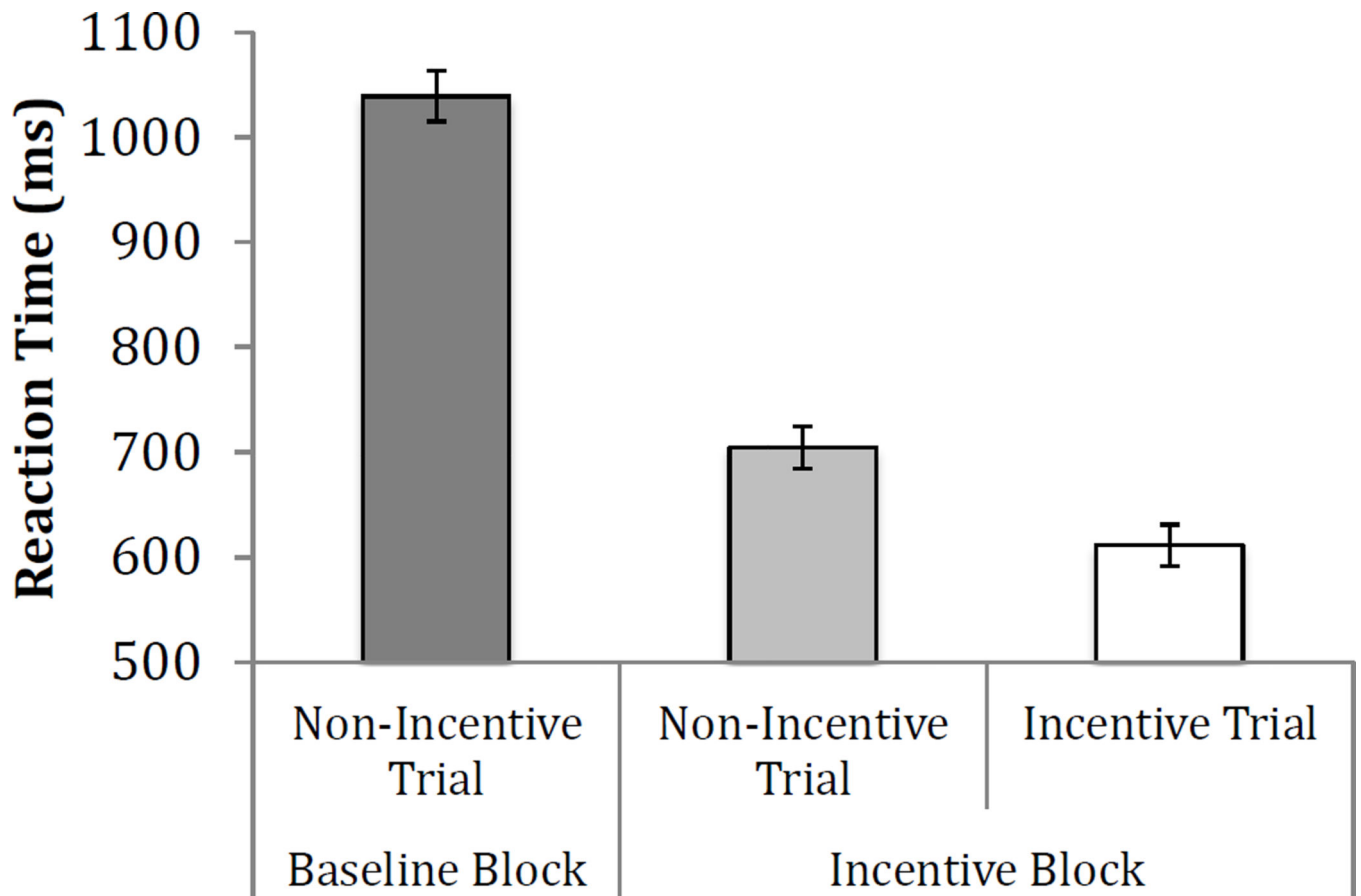 Reaction Time (ms)
1100
1000
900
800
700
600
500
Non-Incentive
Trial
Non-Incentive
Trial
Incentive Trial
Baseline Block
Incentive Block